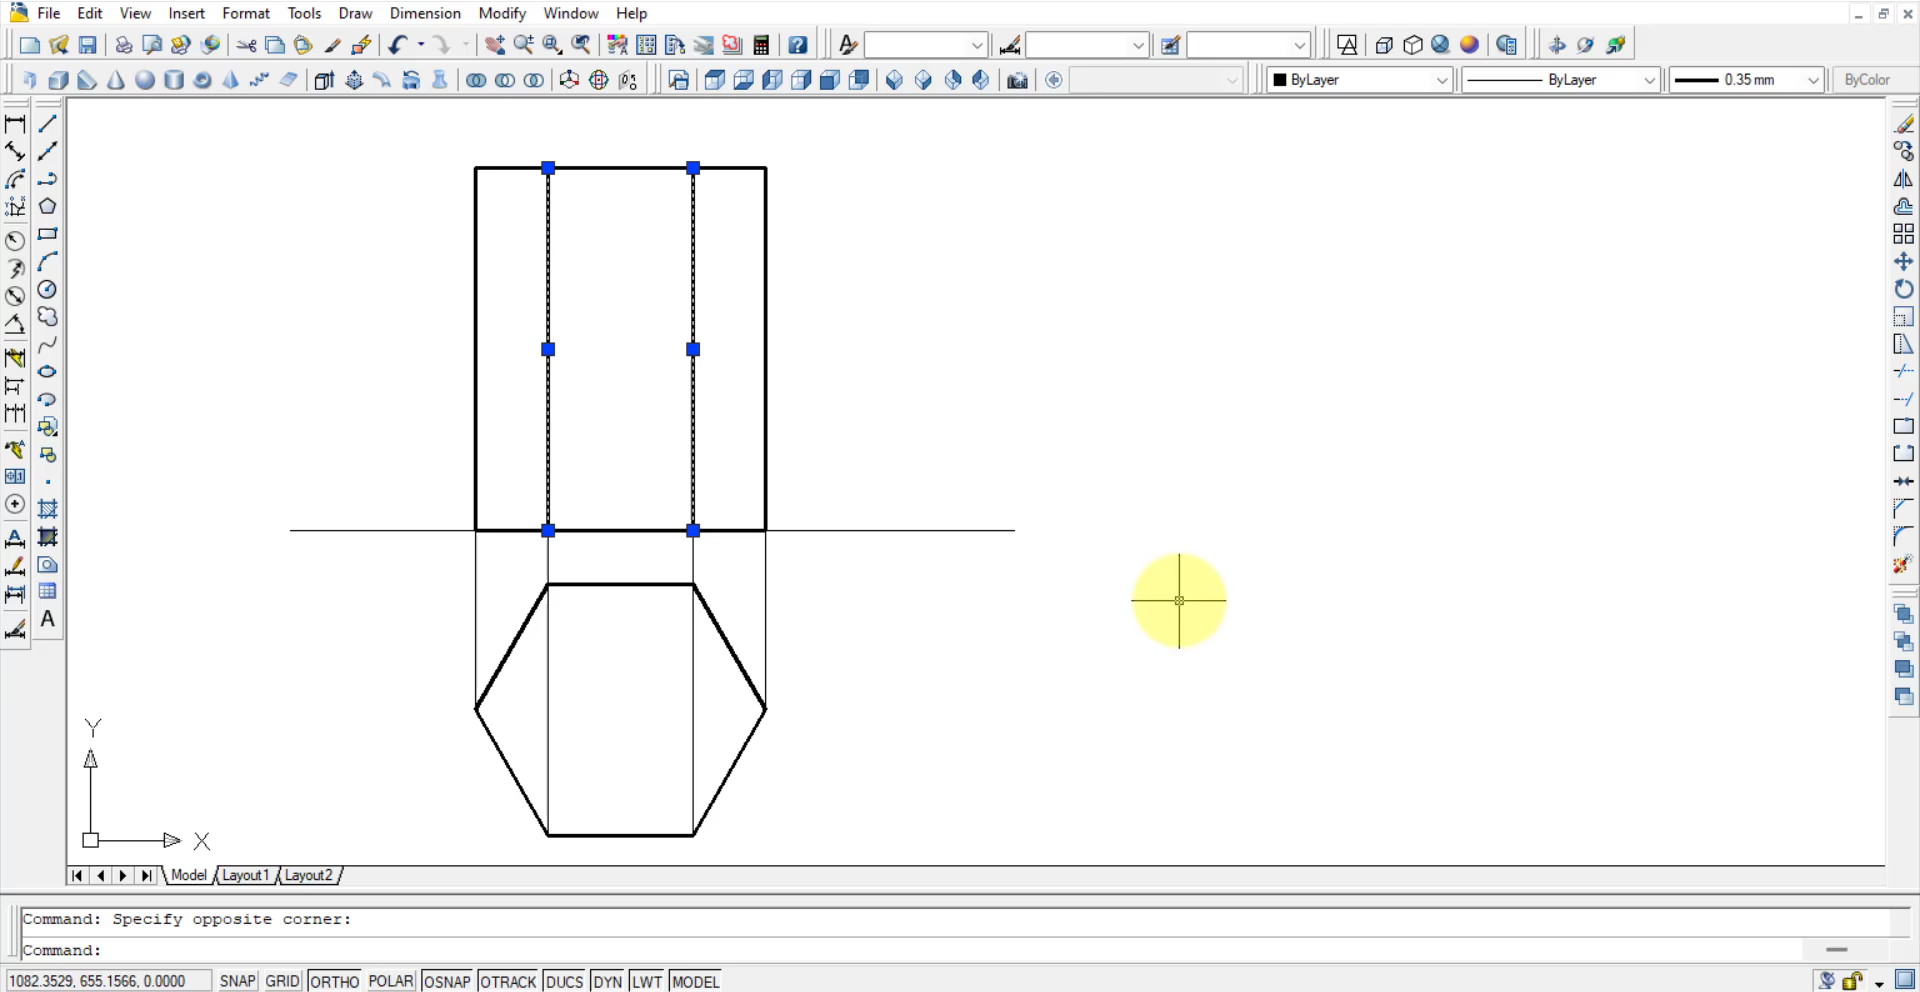 File Edit View Insert Format Tools Draw Dimension Modify Window Help
ByLayer ByLayer 0.35 mm ByColor
A
A
Y
X
Model Layout1 Layout2
Command: Specify opposite corner:
Command:
1082.3529, 655.1566, 0.0000 SNAP GRID ORTHO POLAR OSNAP OTRACK DUCS DYN LWT MODEL